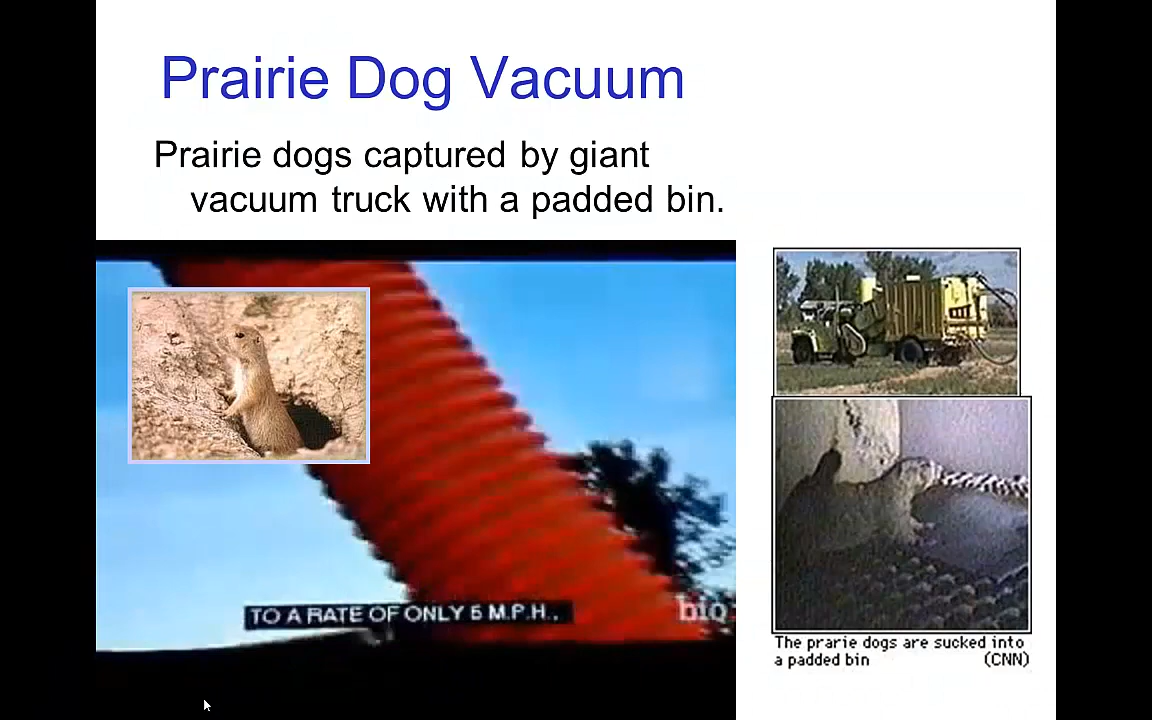 Prairie Dog Vacuum
Prairie dogs captured by giant
vacuum truck with a padded bin.
TO A RATE OF ONLY 5 M.P.H.,
bio
The prarie dogs are sucked into
a padded bin (CNN)